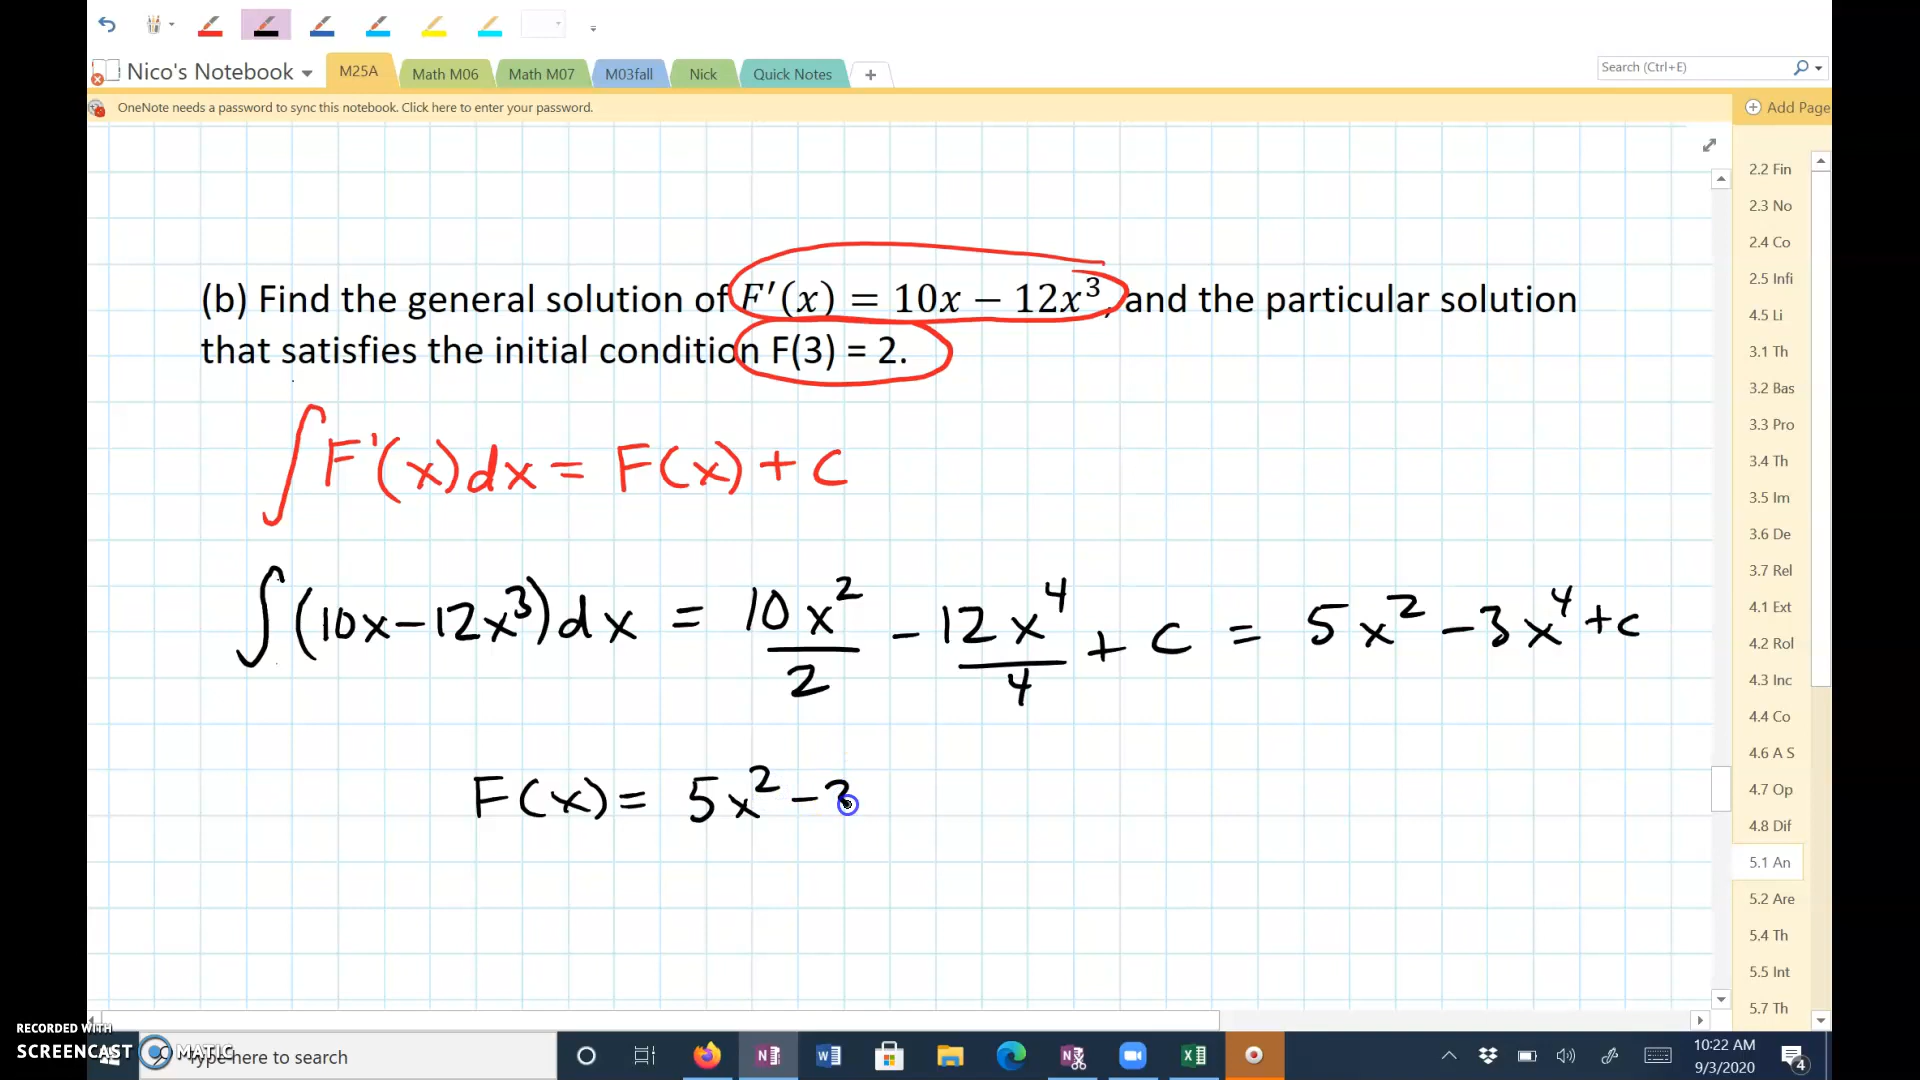 Nico's Notebook
M25A
Math M06
Math M07
M03fall
Nick
Quick Notes
Search (Ctrl+E)
OneNote needs a password to sync this notebook. Click here to enter your password.
Add Page
(b) Find the general solution of F′(x) = 10x − 12x³, and the particular solution
that satisfies the initial condition F(3) = 2.
∫ F'(x)dx = F(x) + C
∫ (10x − 12x³)dx = 10x²/2 − 12x⁴/4 + C = 5x² − 3x⁴ + C
F(x) = 5x² − 3
2.2 Fin
2.3 No
2.4 Co
2.5 Infi
4.5 Li
3.1 Th
3.2 Bas
3.3 Pro
3.4 Th
3.5 Im
3.6 De
3.7 Rel
4.1 Ext
4.2 Rol
4.3 Inc
4.4 Co
4.6 A S
4.7 Op
4.8 Dif
5.1 An
5.2 Are
5.4 Th
5.5 Int
5.7 Th
RECORDED WITH
SCREENCAST MATIC
Type here to search
10:22 AM
9/3/2020
4